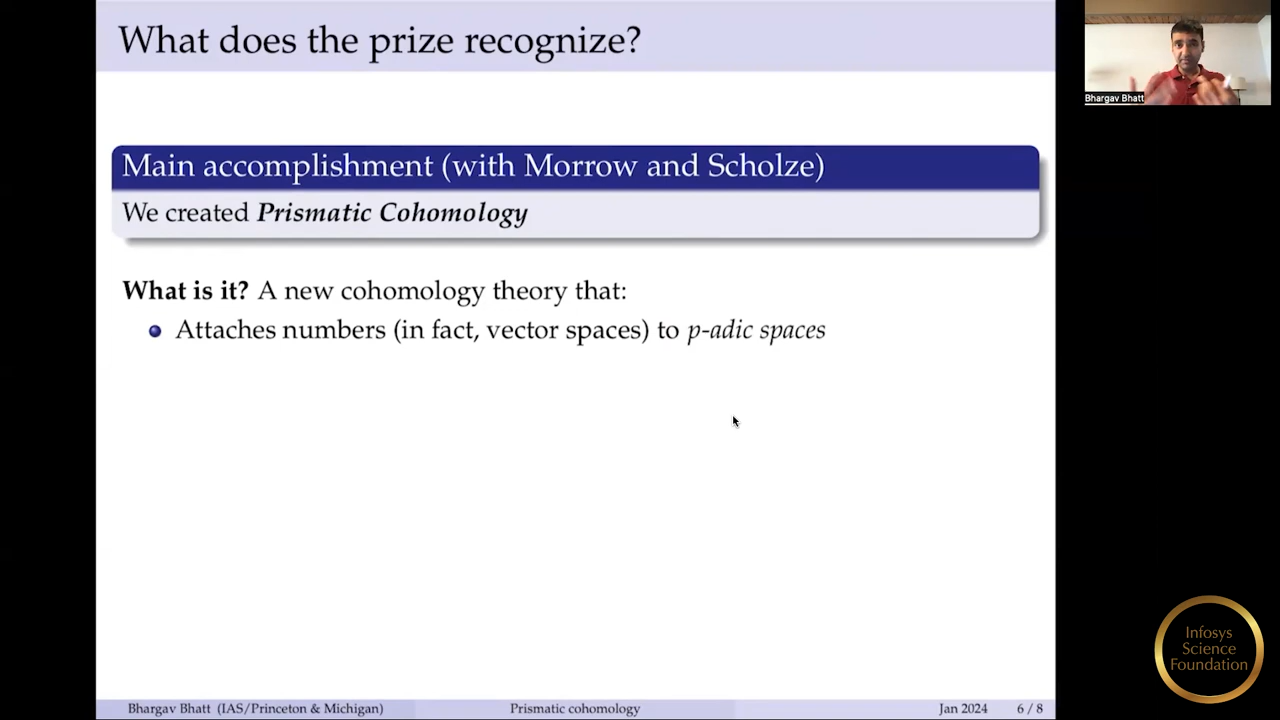 What does the prize recognize?
Bhargav Bhatt
Main accomplishment (with Morrow and Scholze)
We created Prismatic Cohomology
What is it? A new cohomology theory that:
Attaches numbers (in fact, vector spaces) to p-adic spaces
Infosys
Science
Foundation
Bhargav Bhatt (IAS/Princeton & Michigan) Prismatic cohomology Jan 2024 6 / 8